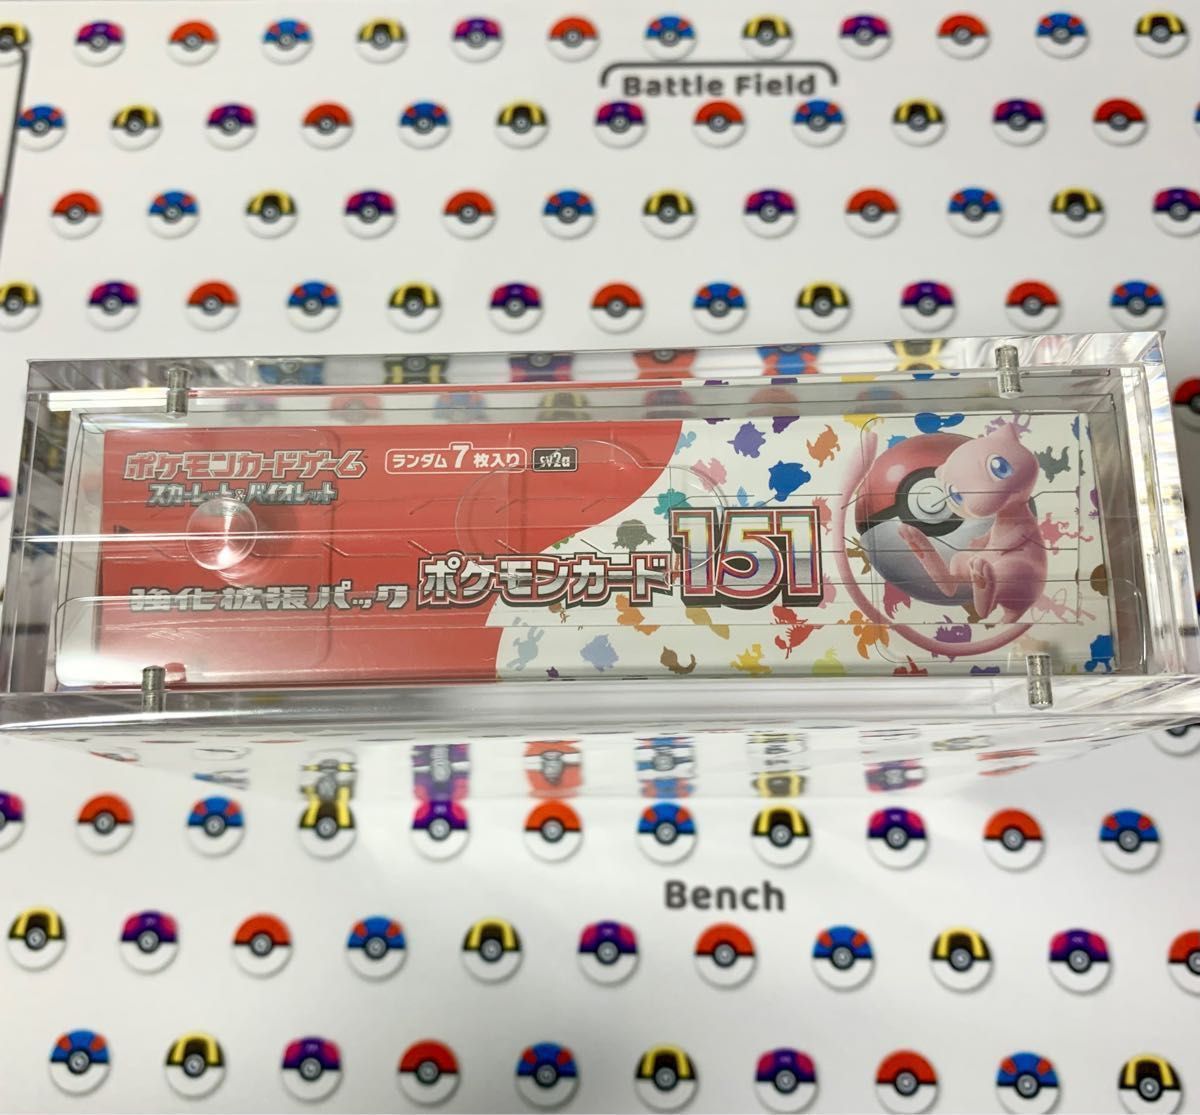 Battle Field
ポケモンカードゲーム
スカーレット&バイオレット
ランダム7枚入り sv2a
強化拡張パック ポケモンカード151
Bench